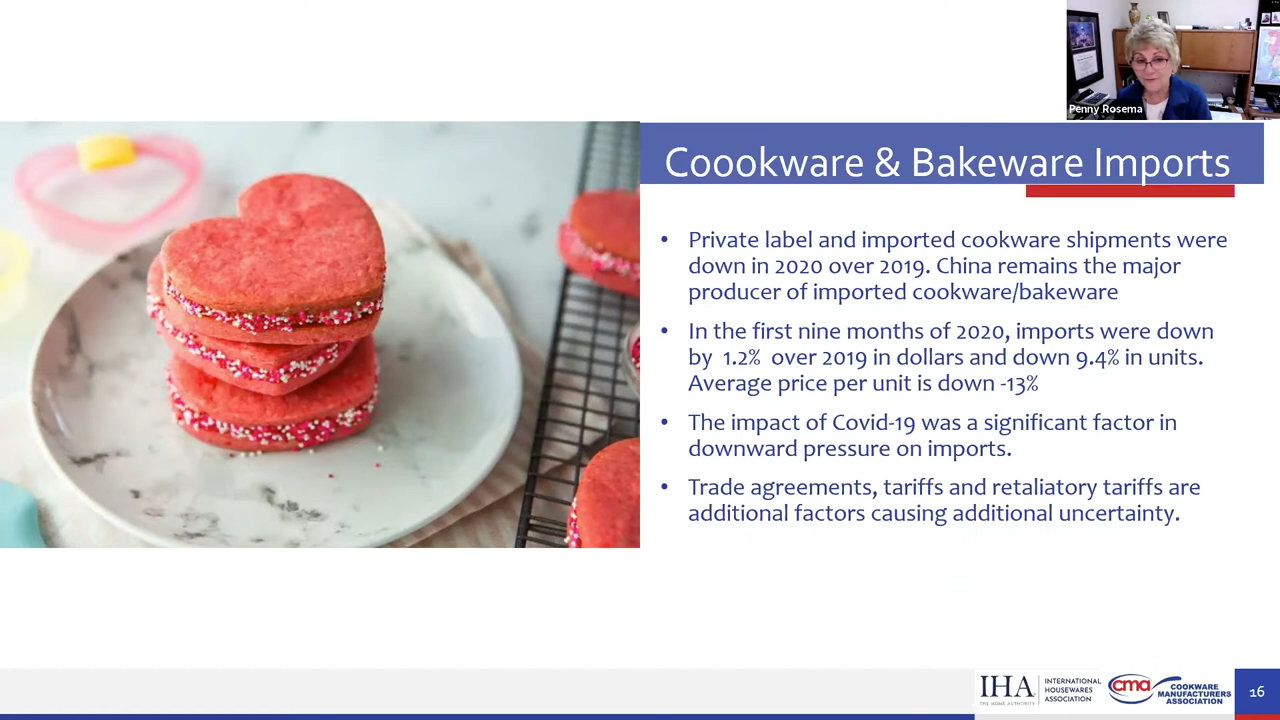 Penny Rosema
Coookware & Bakeware Imports
• Private label and imported cookware shipments were
down in 2020 over 2019. China remains the major
producer of imported cookware/bakeware
• In the first nine months of 2020, imports were down
by 1.2% over 2019 in dollars and down 9.4% in units.
Average price per unit is down -13%
• The impact of Covid-19 was a significant factor in
downward pressure on imports.
• Trade agreements, tariffs and retaliatory tariffs are
additional factors causing additional uncertainty.
IHA
THE HOME AUTHORITY
INTERNATIONAL
HOUSEWARES
ASSOCIATION
cma
COOKWARE
MANUFACTURERS
ASSOCIATION
16